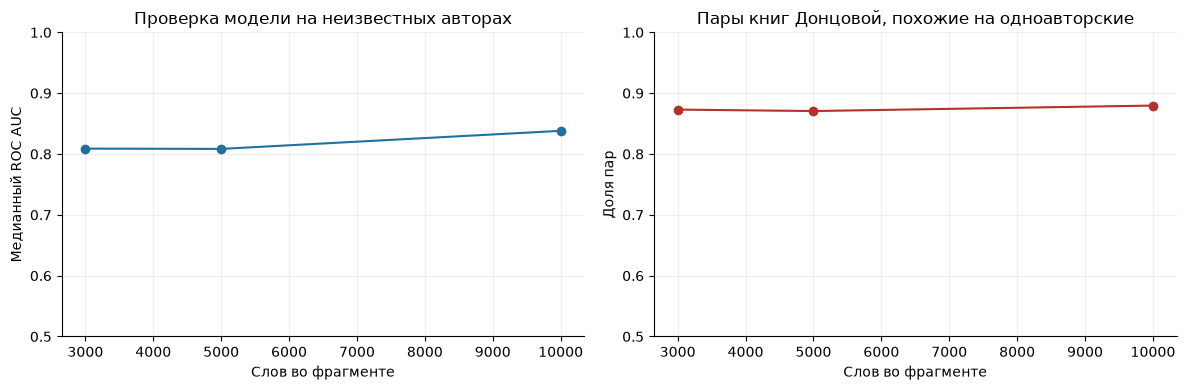 Проверка модели на неизвестных авторах
1.0
0.9
0.8
0.7
0.6
0.5
Медианный ROC AUC
3000 4000 5000 6000 7000 8000 9000 10000
Слов во фрагменте
Пары книг Донцовой, похожие на одноавторские
1.0
0.9
0.8
0.7
0.6
0.5
Доля пар
3000 4000 5000 6000 7000 8000 9000 10000
Слов во фрагменте